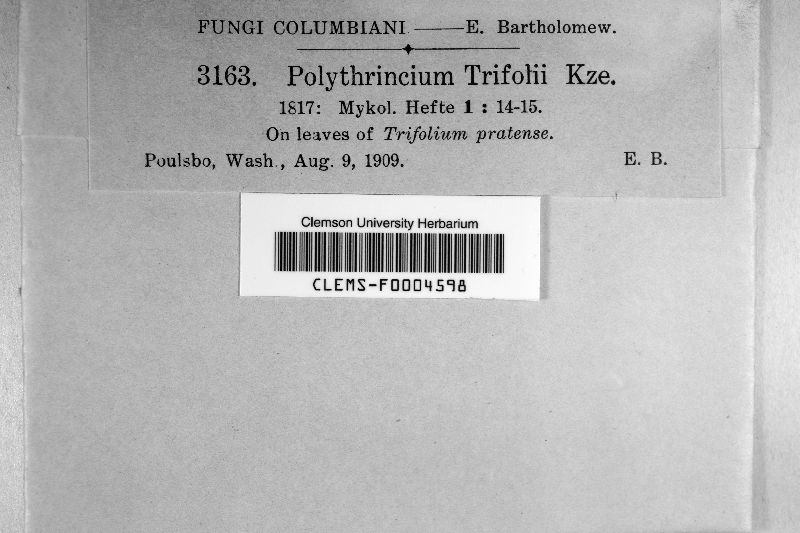 FUNGI COLUMBIANI. — E. Bartholomew.
3163. Polythrincium Trifolii Kze.
1817: Mykol. Hefte 1 : 14-15.
On leaves of Trifolium pratense.
Poulsbo, Wash., Aug. 9, 1909. E. B.
Clemson University Herbarium
CLEMS-F0004598